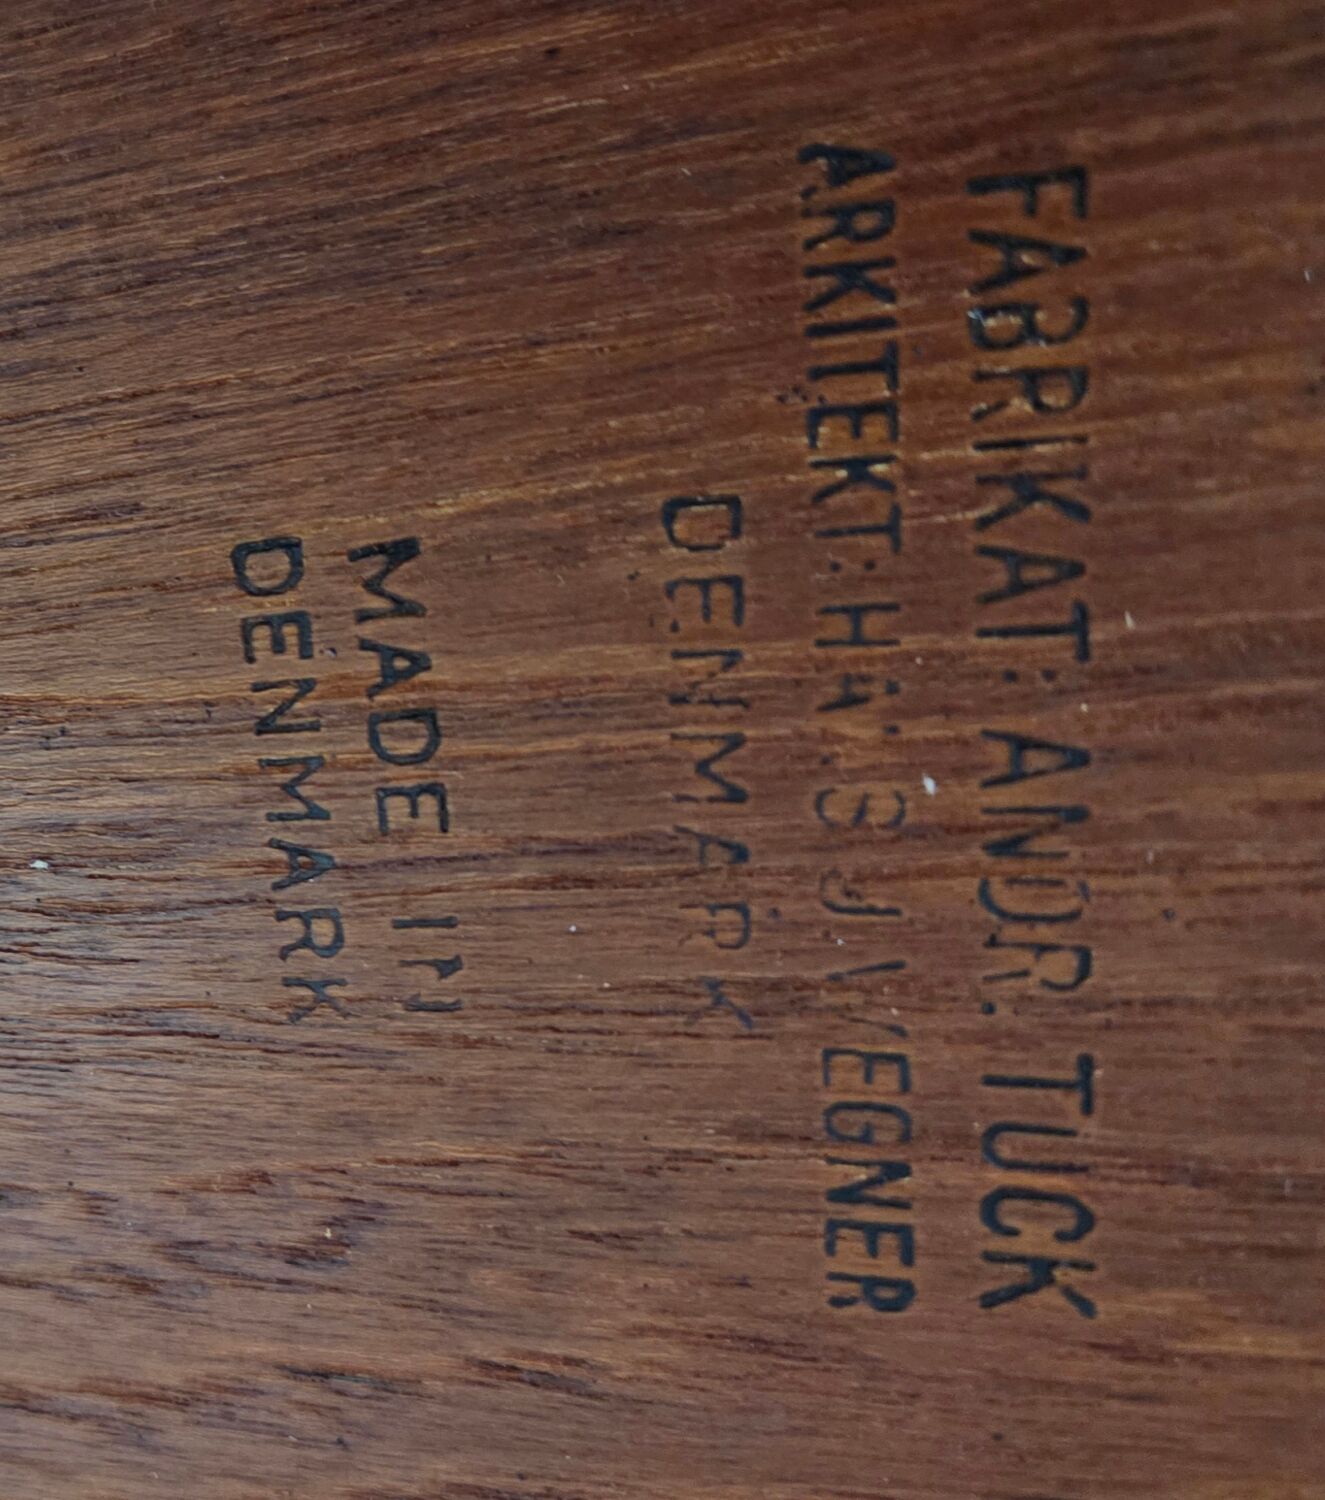 FABRIKAT: ANDR. TUCK
ARKITEKT: HANS J WEGNER
DENMARK
MADE IN
DENMARK